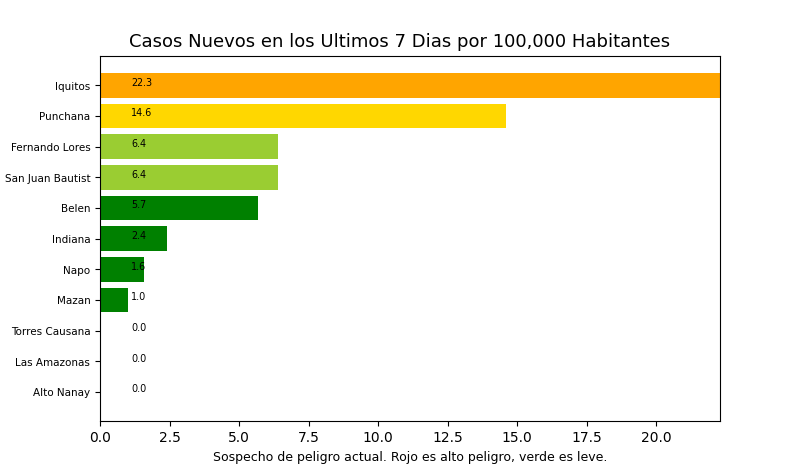 Casos Nuevos en los Ultimos 7 Dias por 100,000 Habitantes
Iquitos 22.3
Punchana 14.6
Fernando Lores 6.4
San Juan Bautist 6.4
Belen 5.7
Indiana 2.4
Napo 1.6
Mazan 1.0
Torres Causana 0.0
Las Amazonas 0.0
Alto Nanay 0.0
0.0 2.5 5.0 7.5 10.0 12.5 15.0 17.5 20.0
Sospecho de peligro actual. Rojo es alto peligro, verde es leve.